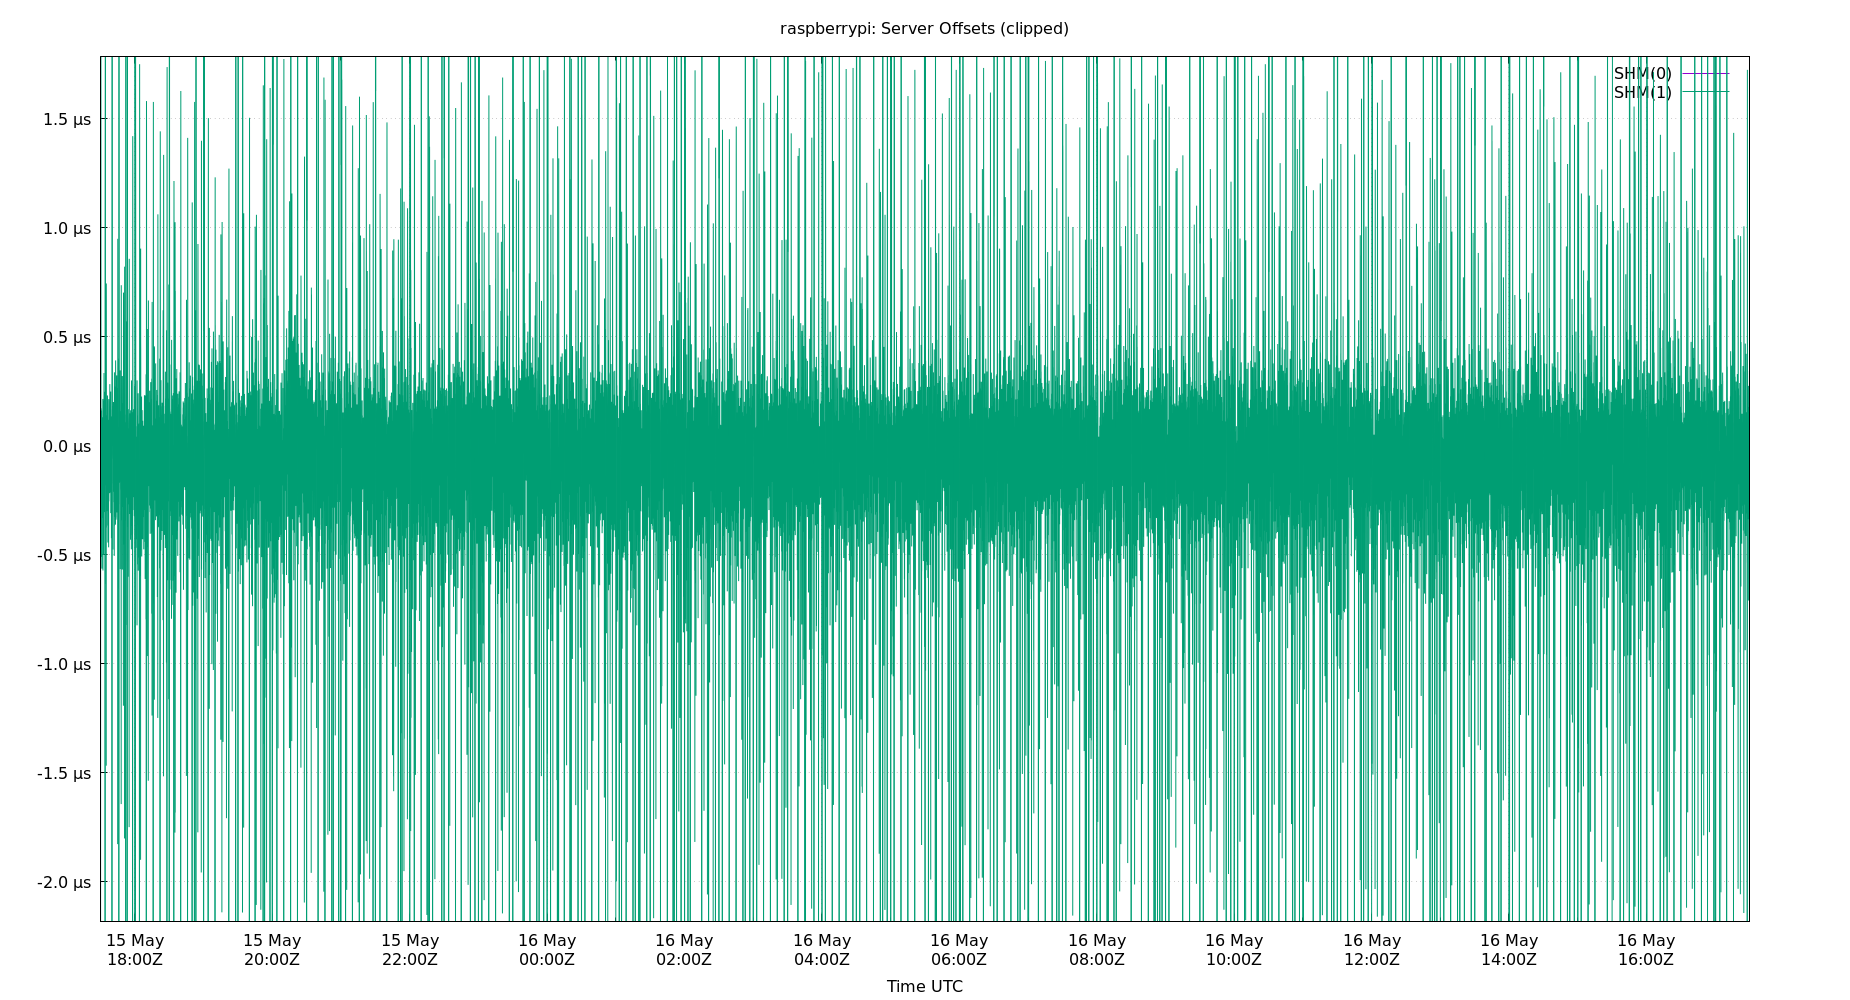 raspberrypi: Server Offsets (clipped)
SHM(0)
SHM(1)
1.5 µs
1.0 µs
0.5 µs
0.0 µs
-0.5 µs
-1.0 µs
-1.5 µs
-2.0 µs
15 May 15 May 15 May 16 May 16 May 16 May 16 May 16 May 16 May 16 May 16 May 16 May
18:00Z 20:00Z 22:00Z 00:00Z 02:00Z 04:00Z 06:00Z 08:00Z 10:00Z 12:00Z 14:00Z 16:00Z
Time UTC